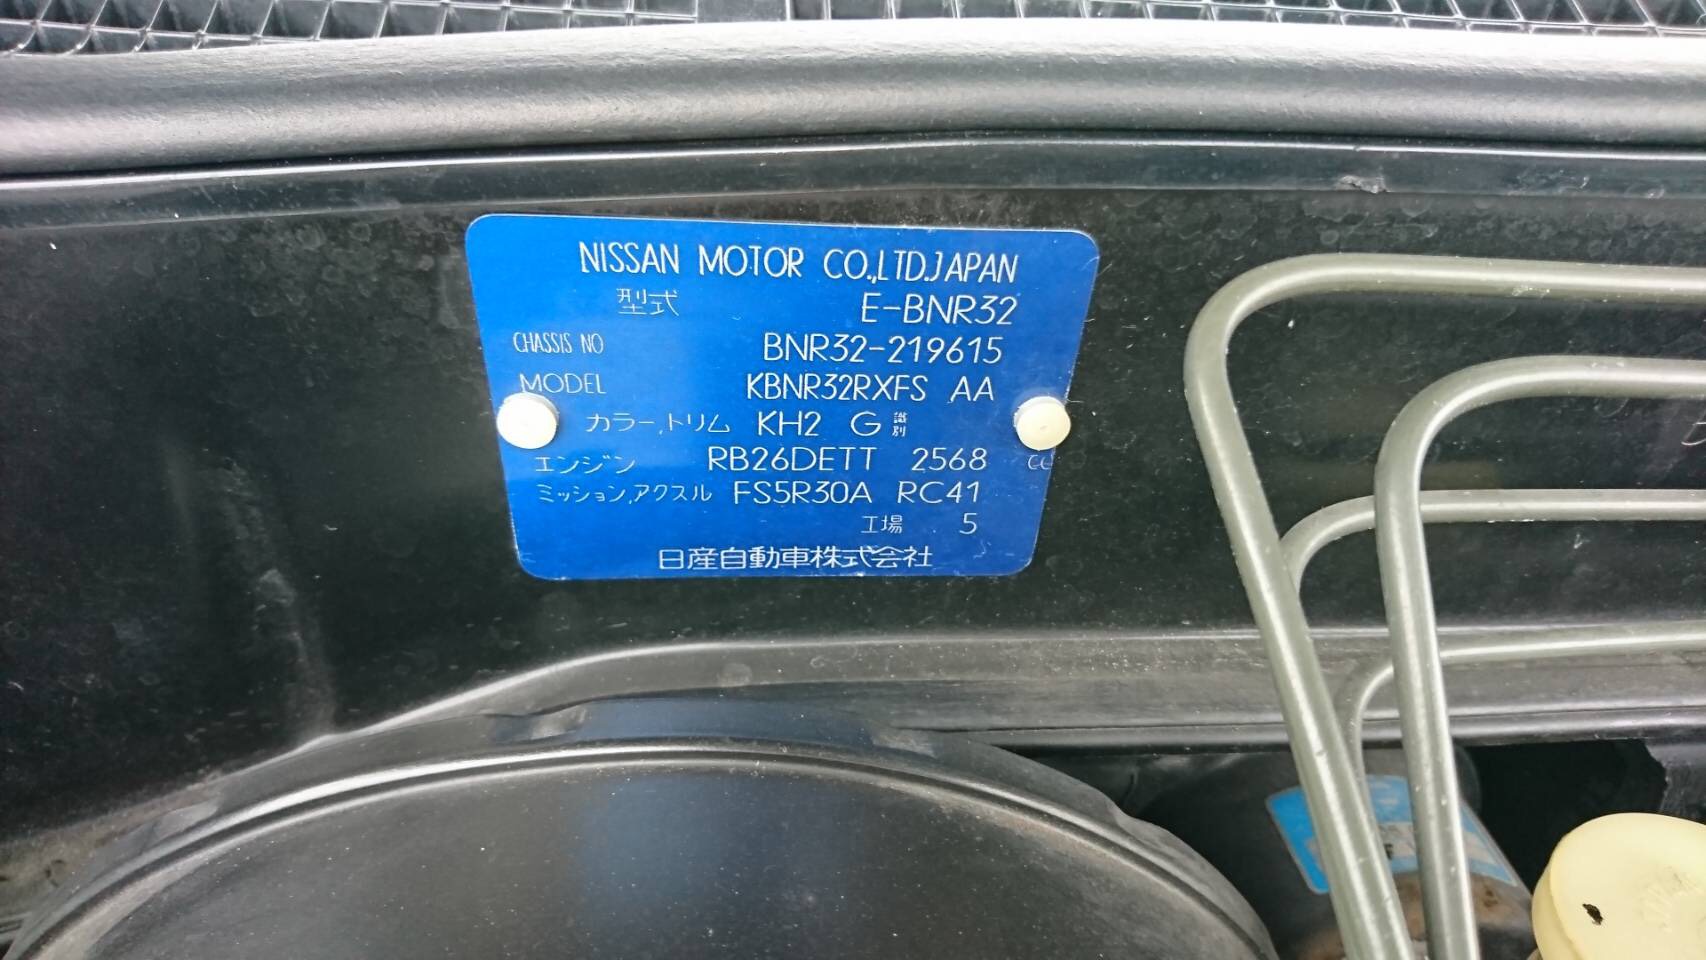 NISSAN MOTOR CO.,LTD.JAPAN
型式 E-BNR32
CHASSIS NO BNR32-219615
MODEL KBNR32RXFS AA
カラー,トリム KH2 G 識別
エンジン RB26DETT 2568 cc
ミッション,アクスル FS5R30A RC41
工場 5
日産自動車株式会社